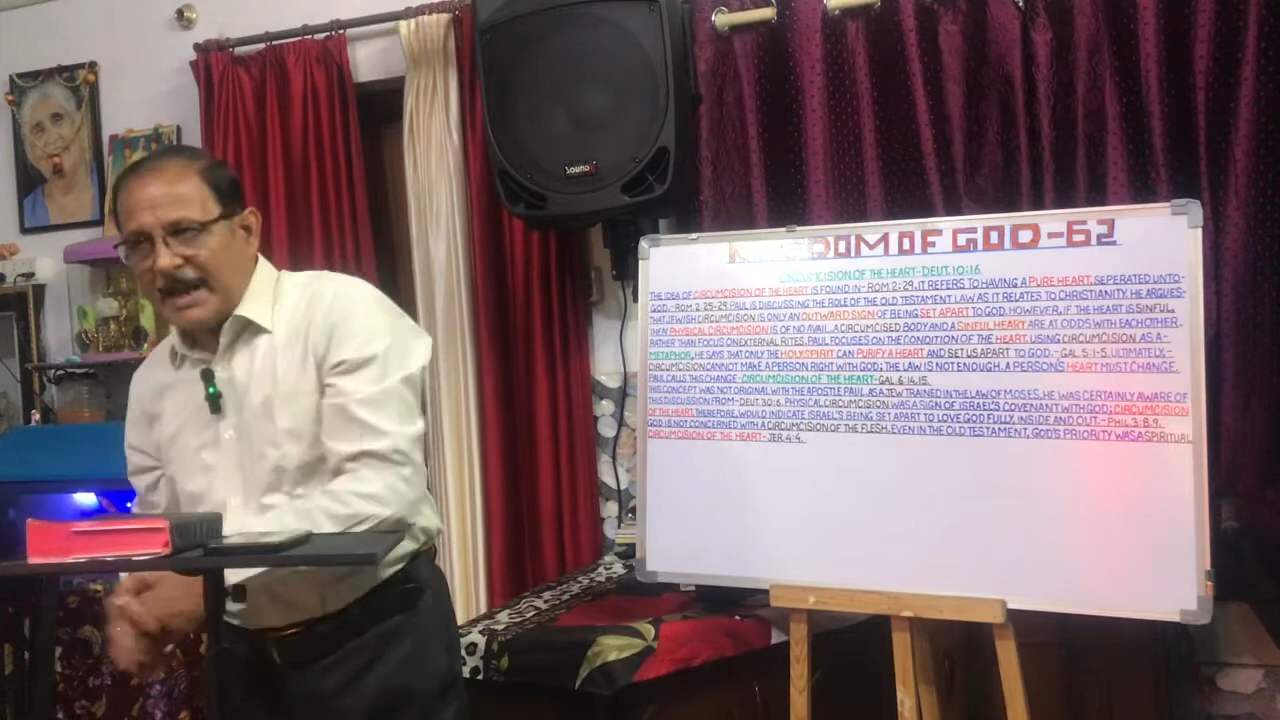 SOUNDX
KINGDOM OF GOD-62
CIRCUMCISION OF THE HEART-DEUT.10:16.
THE IDEA OF CIRCUMCISION OF THE HEART IS FOUND IN-ROM 2:29. IT REFERS TO HAVING A PURE HEART, SEPERATED UNTO-
GOD.-ROM.2:25-29. PAUL IS DISCUSSING THE ROLE OF THE OLD TESTAMENT LAW AS IT RELATES TO CHRISTIANITY. HE ARGUES-
THAT JEWISH CIRCUMCISION IS ONLY AN OUTWARD SIGN OF BEING SET APART TO GOD. HOWEVER, IF THE HEART IS SINFUL,
THEN PHYSICAL CIRCUMCISION IS OF NO AVAIL. A CIRCUMCISED BODY AND A SINFUL HEART ARE AT ODDS WITH EACH OTHER.
RATHER THAN FOCUS ON EXTERNAL RITES, PAUL FOCUSES ON THE CONDITION OF THE HEART. USING CIRCUMCISION AS A-
METAPHOR, HE SAYS THAT ONLY THE HOLY SPIRIT CAN PURIFY A HEART AND SET US APART TO GOD.-GAL 5:1-5. ULTIMATELY,-
CIRCUMCISION CANNOT MAKE A PERSON RIGHT WITH GOD; THE LAW IS NOT ENOUGH. A PERSON'S HEART MUST CHANGE.
PAUL CALLS THIS CHANGE-CIRCUMCISION OF THE HEART-GAL.6:14,15.
THIS CONCEPT WAS NOT ORIGINAL WITH THE APOSTLE PAUL. AS A JEW TRAINED IN THE LAW OF MOSES, HE WAS CERTAINLY AWARE OF
THIS DISCUSSION FROM-DEUT.30:6. PHYSICAL CIRCUMCISION WAS A SIGN OF ISRAEL'S COVENANT WITH GOD; CIRCUMCISION
OF THE HEART, THEREFORE, WOULD INDICATE ISRAEL'S BEING SET APART TO LOVE GOD FULLY, INSIDE AND OUT.-PHIL 3:8,9.
GOD IS NOT CONCERNED WITH A CIRCUMCISION OF THE FLESH. EVEN IN THE OLD TESTAMENT, GOD'S PRIORITY WAS A SPIRITUAL
CIRCUMCISION OF THE HEART-JER.4:4.